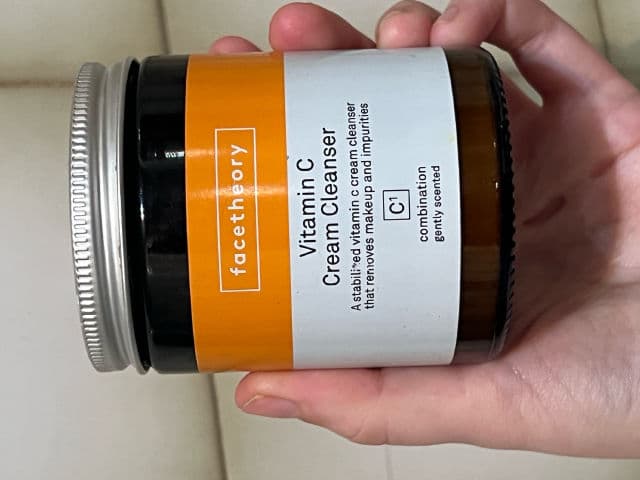 facetheory
Vitamin C
Cream Cleanser
A stabilised vitamin c cream cleanser
that removes makeup and impurities
C¹
combination
gently scented